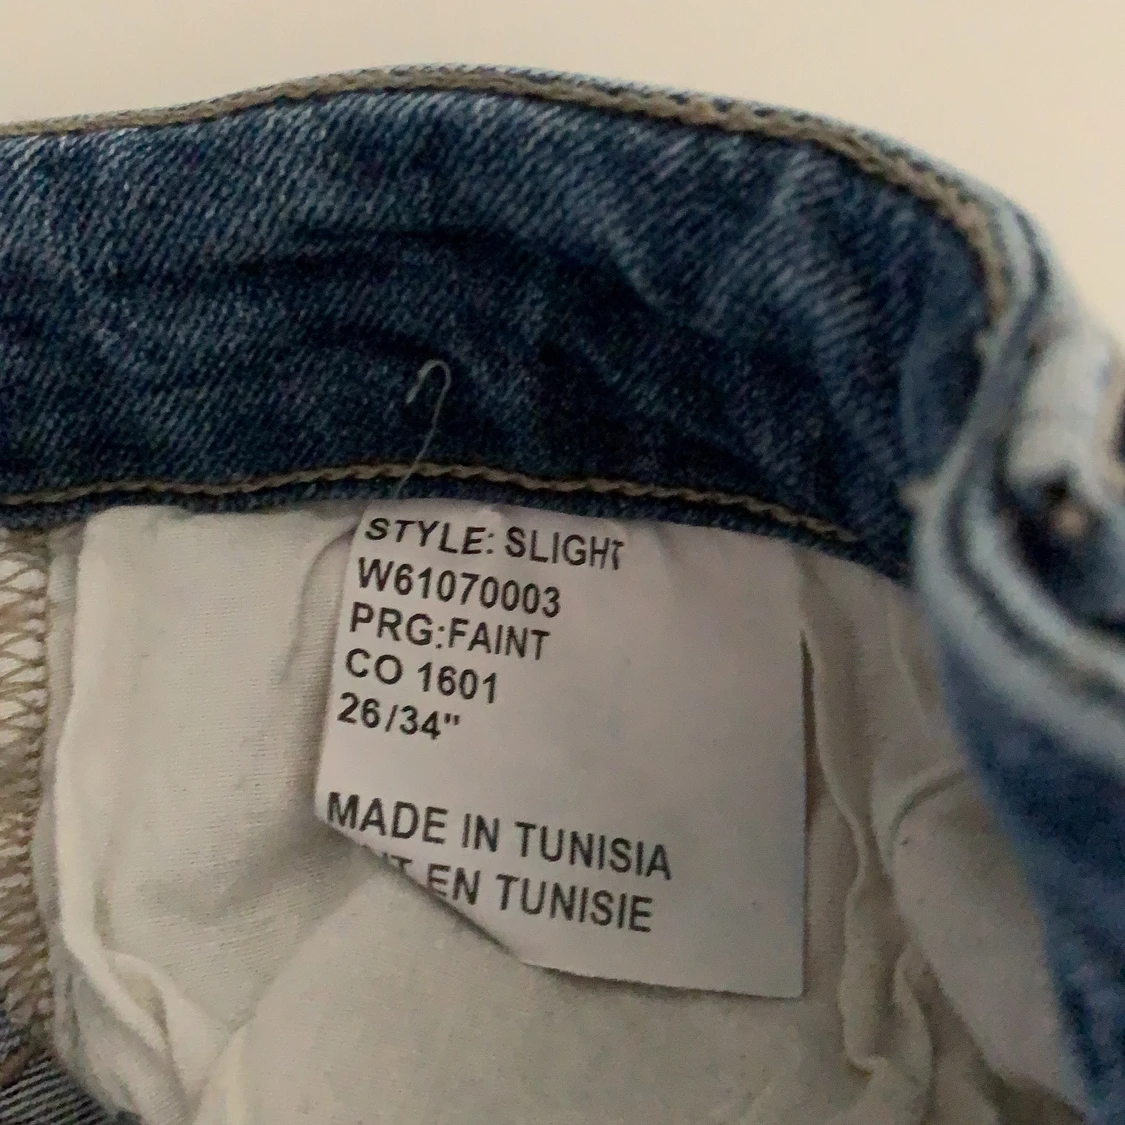 STYLE: SLIGHT
W61070003
PRG:FAINT
CO 1601
26/34"
MADE IN TUNISIA
EN TUNISIE